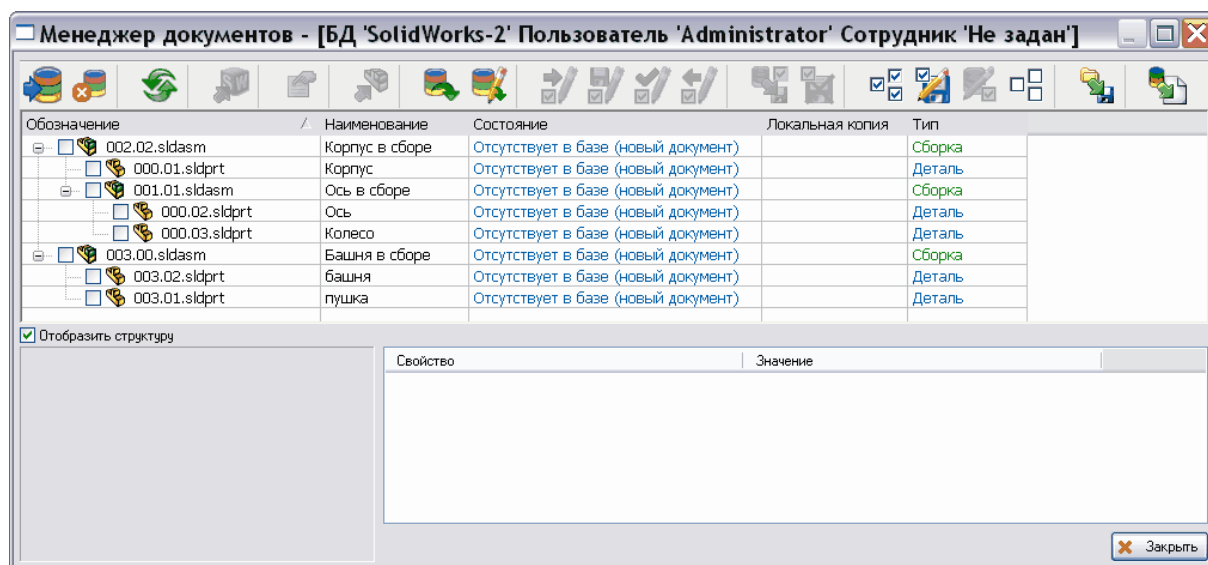 Менеджер документов - [БД 'SolidWorks-2' Пользователь 'Administrator' Сотрудник 'Не задан']
Обозначение Наименование Состояние Локальная копия Тип
002.02.sldasm Корпус в сборе Отсутствует в базе (новый документ) Сборка
000.01.sldprt Корпус Отсутствует в базе (новый документ) Деталь
001.01.sldasm Ось в сборе Отсутствует в базе (новый документ) Сборка
000.02.sldprt Ось Отсутствует в базе (новый документ) Деталь
000.03.sldprt Колесо Отсутствует в базе (новый документ) Деталь
003.00.sldasm Башня в сборе Отсутствует в базе (новый документ) Сборка
003.02.sldprt башня Отсутствует в базе (новый документ) Деталь
003.01.sldprt пушка Отсутствует в базе (новый документ) Деталь
Отобразить структуру
Свойство Значение
Закрыть